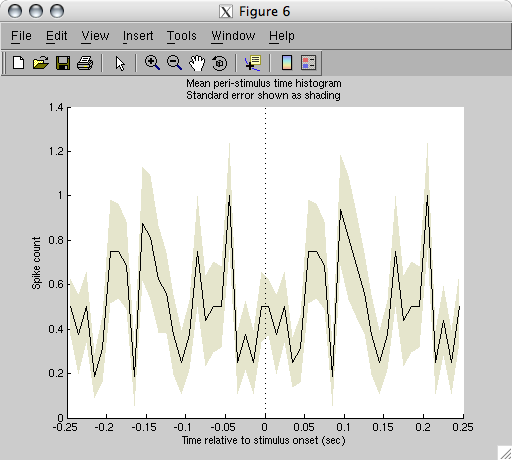 Figure 6
File Edit View Insert Tools Window Help
Mean peri-stimulus time histogram
Standard error shown as shading
1.4
1.2
1
0.8
0.6
0.4
0.2
0
Spike count
-0.25 -0.2 -0.15 -0.1 -0.05 0 0.05 0.1 0.15 0.2 0.25
Time relative to stimulus onset (sec)